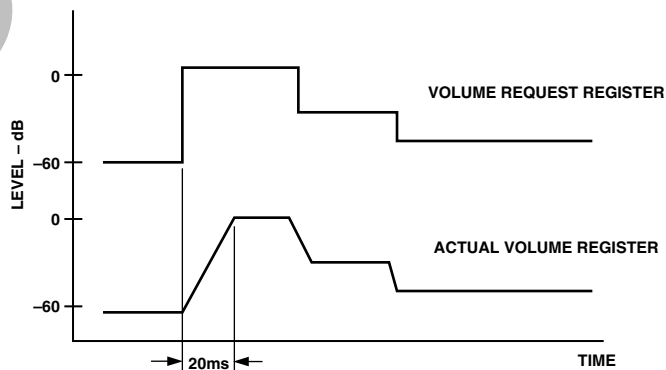 0
VOLUME REQUEST REGISTER
LEVEL – dB
–60
0
ACTUAL VOLUME REGISTER
–60
20ms
TIME